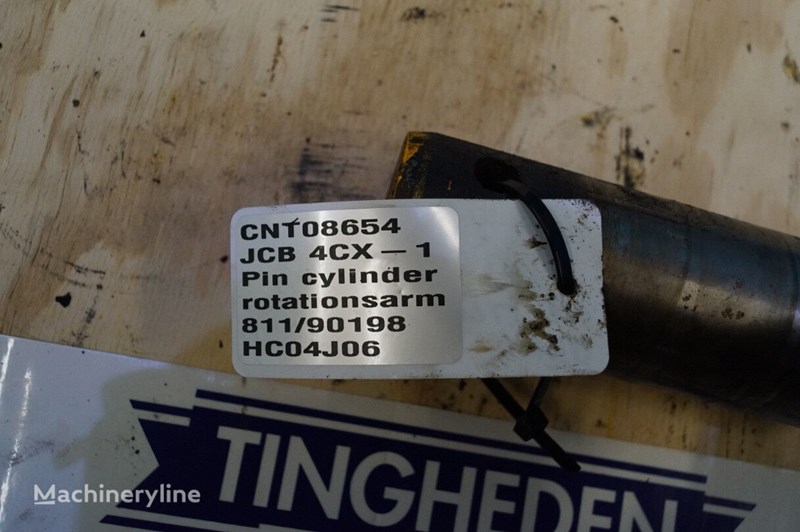 CNT08654
JCB 4CX – 1
Pin cylinder
rotationsarm
811/90198
HC04J06
TINGHEDEN
Machineryline